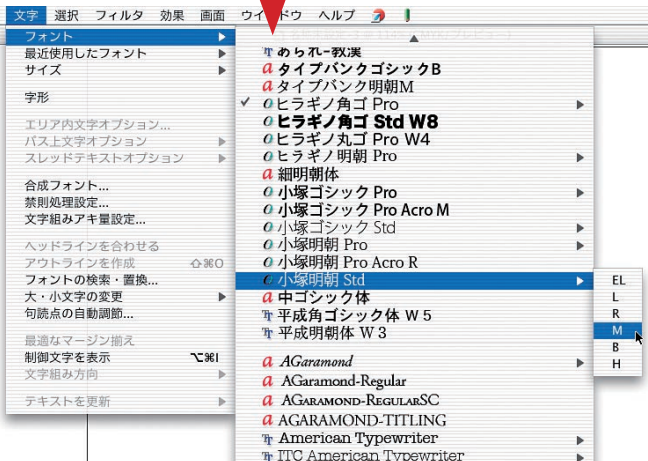 文字 選択 フィルタ 効果 画面 ウインドウ ヘルプ
フォント
最近使用したフォント
サイズ
字形
エリア内文字オプション...
パス上文字オプション
スレッドテキストオプション
合成フォント...
禁則処理設定...
文字組みアキ量設定...
ヘッドラインを合わせる
アウトラインを作成 ⇧⌘O
フォントの検索・置換...
大・小文字の変更
句読点の自動調節...
最適なマージン揃え
制御文字を表示 ⌥⌘I
文字組み方向
テキストを更新
あられ-教漢
タイプバンクゴシックB
タイプバンク明朝M
ヒラギノ角ゴ Pro
ヒラギノ角ゴ Std W8
ヒラギノ丸ゴ Pro W4
ヒラギノ明朝 Pro
細明朝体
小塚ゴシック Pro
小塚ゴシック Pro Acro M
小塚ゴシック Std
小塚明朝 Pro
小塚明朝 Pro Acro R
小塚明朝 Std
中ゴシック体
平成角ゴシック体 W 5
平成明朝体 W 3
AGaramond
AGaramond-Regular
AGARAMOND-REGULARSC
AGARAMOND-TITLING
American Typewriter
ITC American Typewriter
EL
L
R
M
B
H